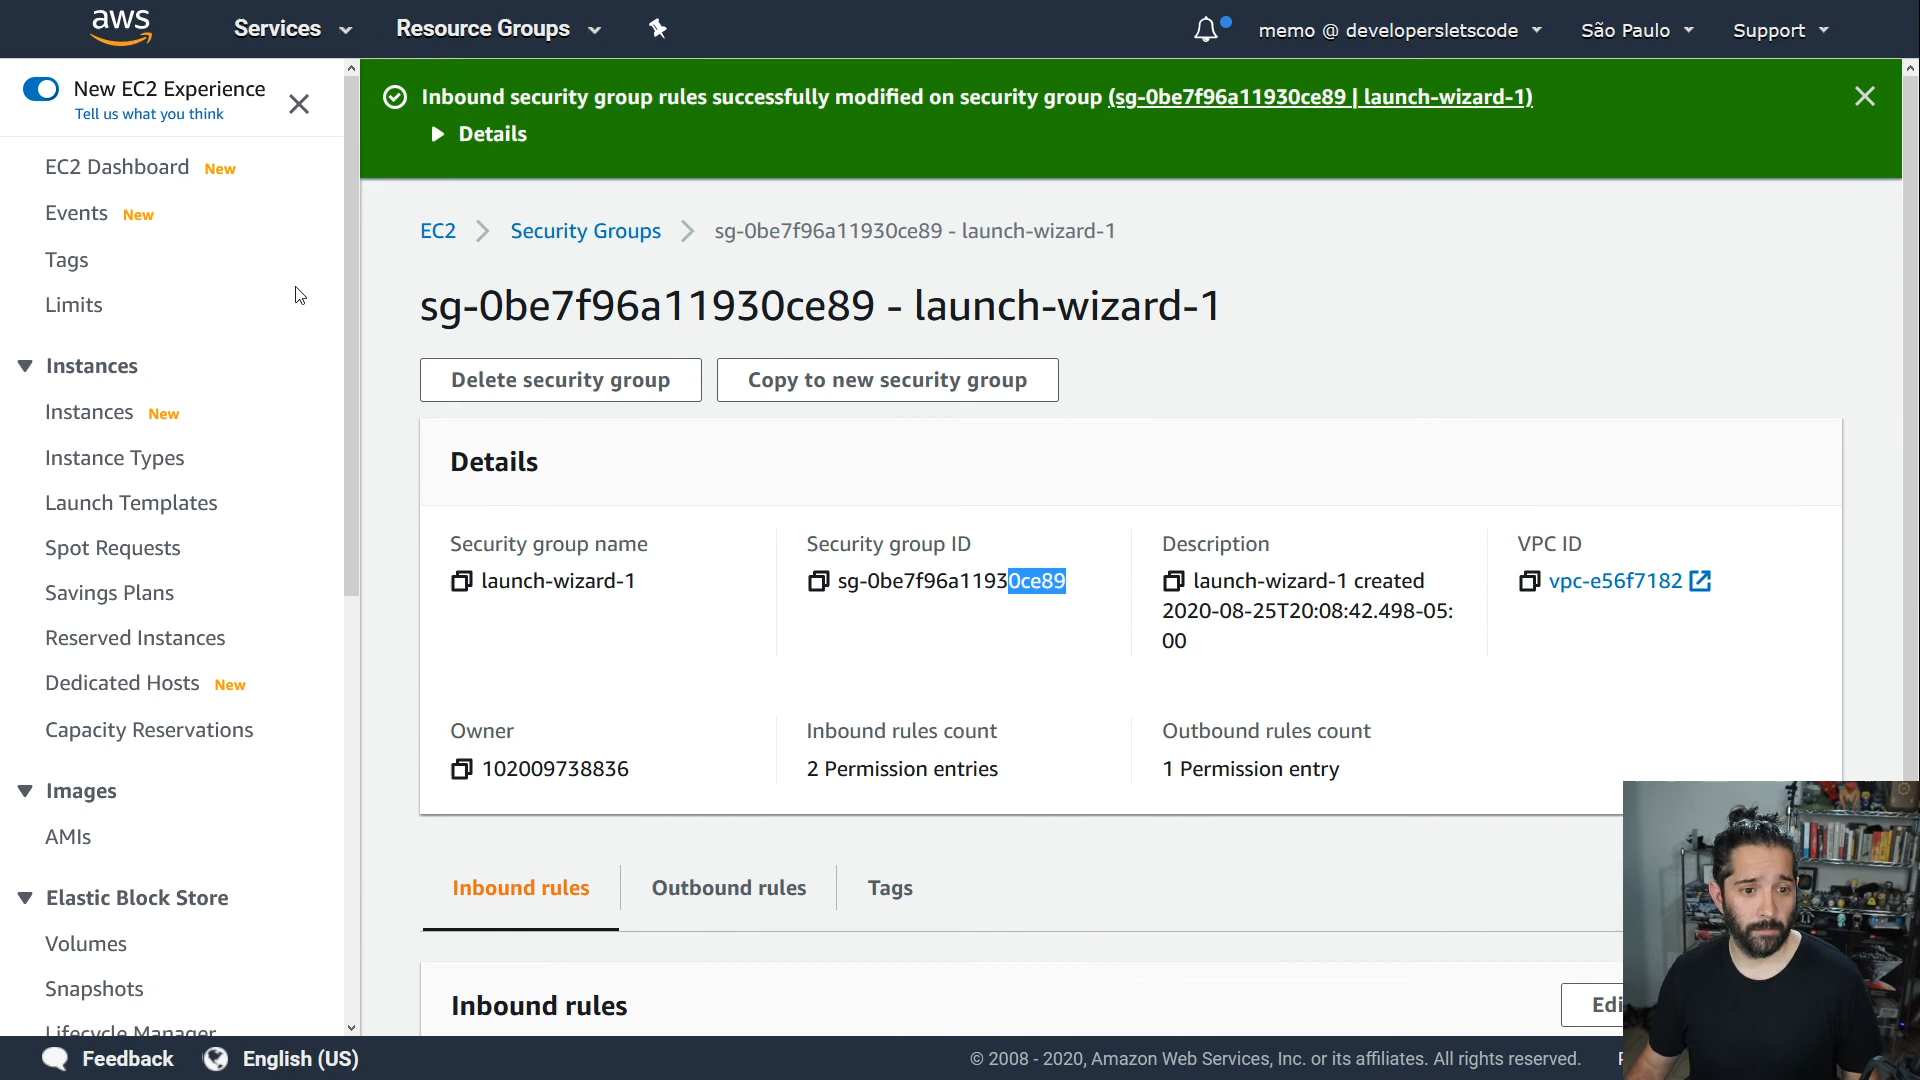 aws
Services
Resource Groups
memo @ developersletscode
São Paulo
Support
New EC2 Experience
Tell us what you think
EC2 Dashboard New
Events New
Tags
Limits
Instances
Instances New
Instance Types
Launch Templates
Spot Requests
Savings Plans
Reserved Instances
Dedicated Hosts New
Capacity Reservations
Images
AMIs
Elastic Block Store
Volumes
Snapshots
Lifecycle Manager
Inbound security group rules successfully modified on security group (sg-0be7f96a11930ce89 | launch-wizard-1)
Details
EC2
Security Groups
sg-0be7f96a11930ce89 - launch-wizard-1
sg-0be7f96a11930ce89 - launch-wizard-1
Delete security group
Copy to new security group
Details
Security group name
launch-wizard-1
Security group ID
sg-0be7f96a11930ce89
Description
launch-wizard-1 created
2020-08-25T20:08:42.498-05:
00
VPC ID
vpc-e56f7182
Owner
102009738836
Inbound rules count
2 Permission entries
Outbound rules count
1 Permission entry
Inbound rules
Outbound rules
Tags
Inbound rules
Edi
Feedback
English (US)
© 2008 - 2020, Amazon Web Services, Inc. or its affiliates. All rights reserved.